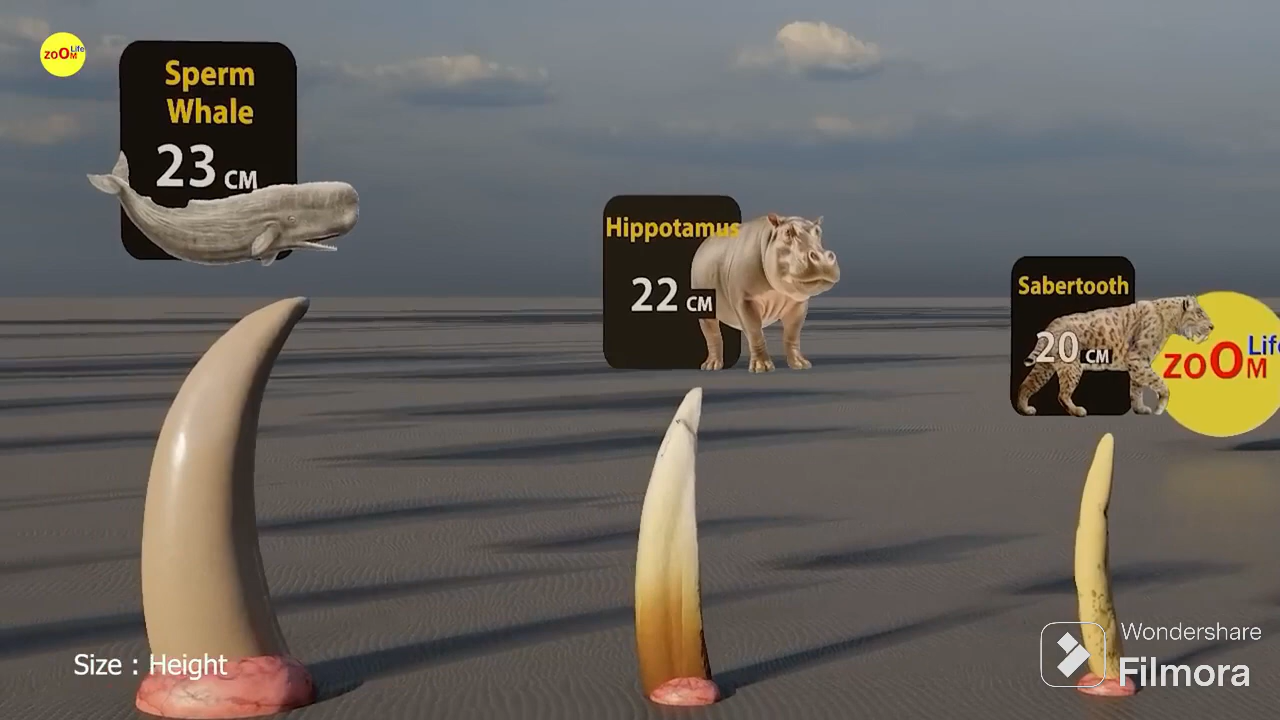 zoOM Life
Sperm
Whale
23 CM
Hippotamus
22 CM
Sabertooth
20 CM
zoOM Life
Size : Height
Wondershare
Filmora